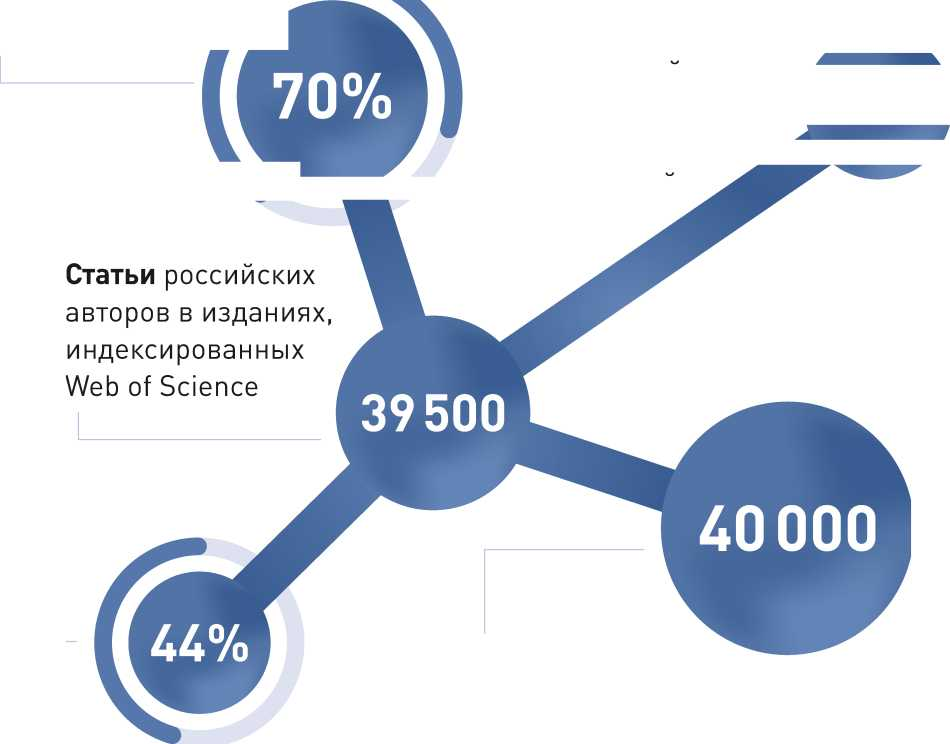 70%
Статьи российских
авторов в изданиях,
индексированных
Web of Science
39 500
40 000
44%